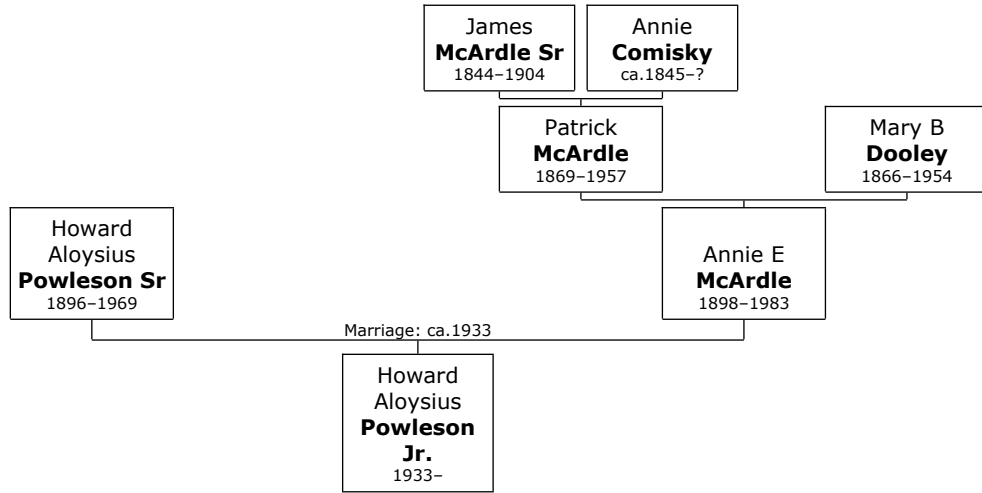 James
McArdle Sr
1844–1904
Annie
Comisky
ca.1845–?
Patrick
McArdle
1869–1957
Mary B
Dooley
1866–1954
Howard
Aloysius
Powleson Sr
1896–1969
Annie E
McArdle
1898–1983
Marriage: ca.1933
Howard
Aloysius
Powleson
Jr.
1933–